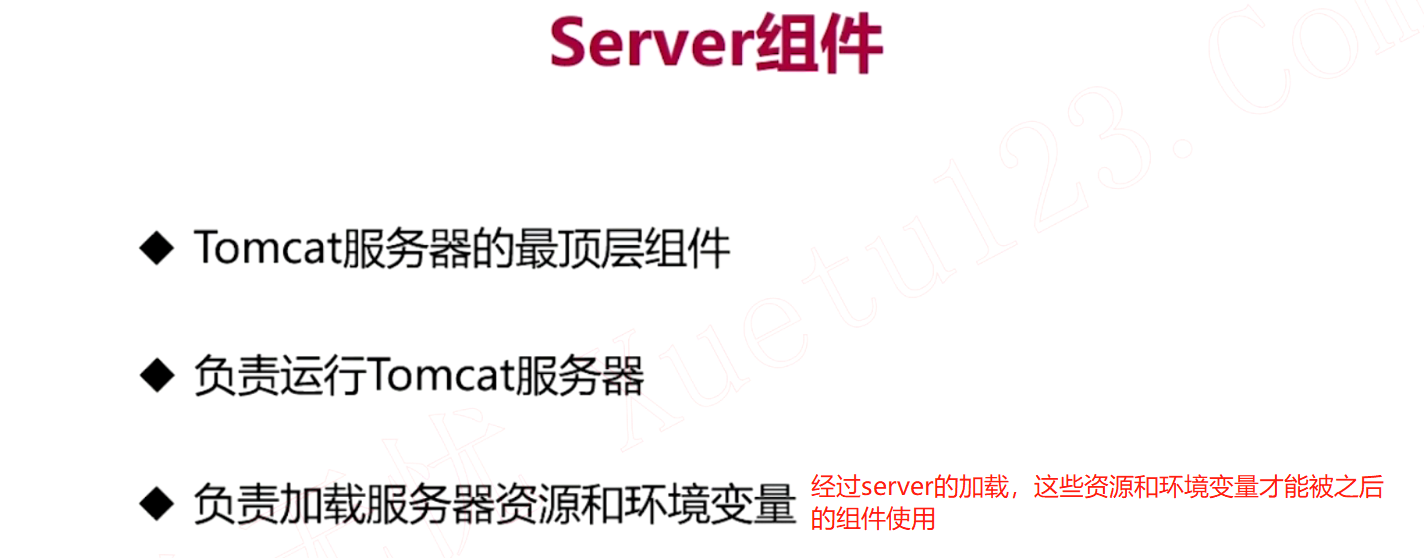 Server组件
Tomcat服务器的最顶层组件
负责运行Tomcat服务器
负责加载服务器资源和环境变量
经过server的加载，这些资源和环境变量才能被之后
的组件使用
Xuetu123.Com